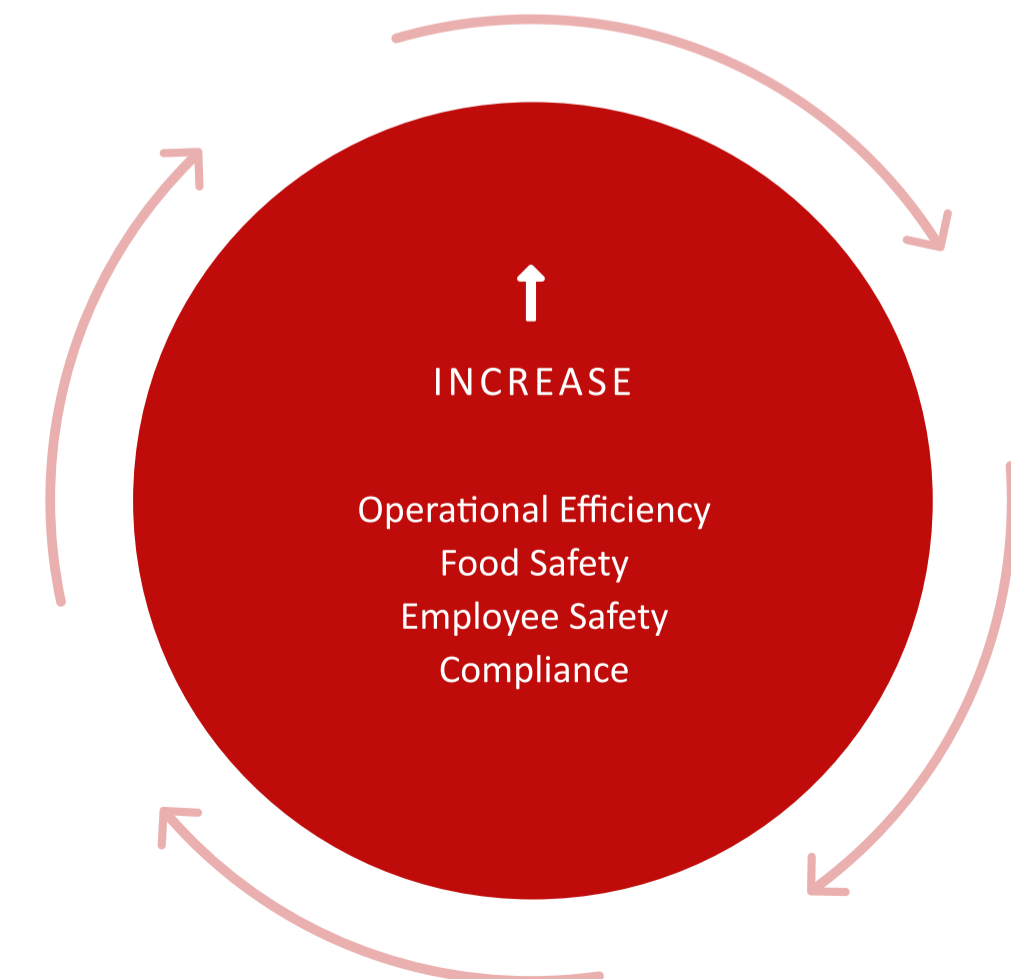 INCREASE
Operational Efficiency
Food Safety
Employee Safety
Compliance